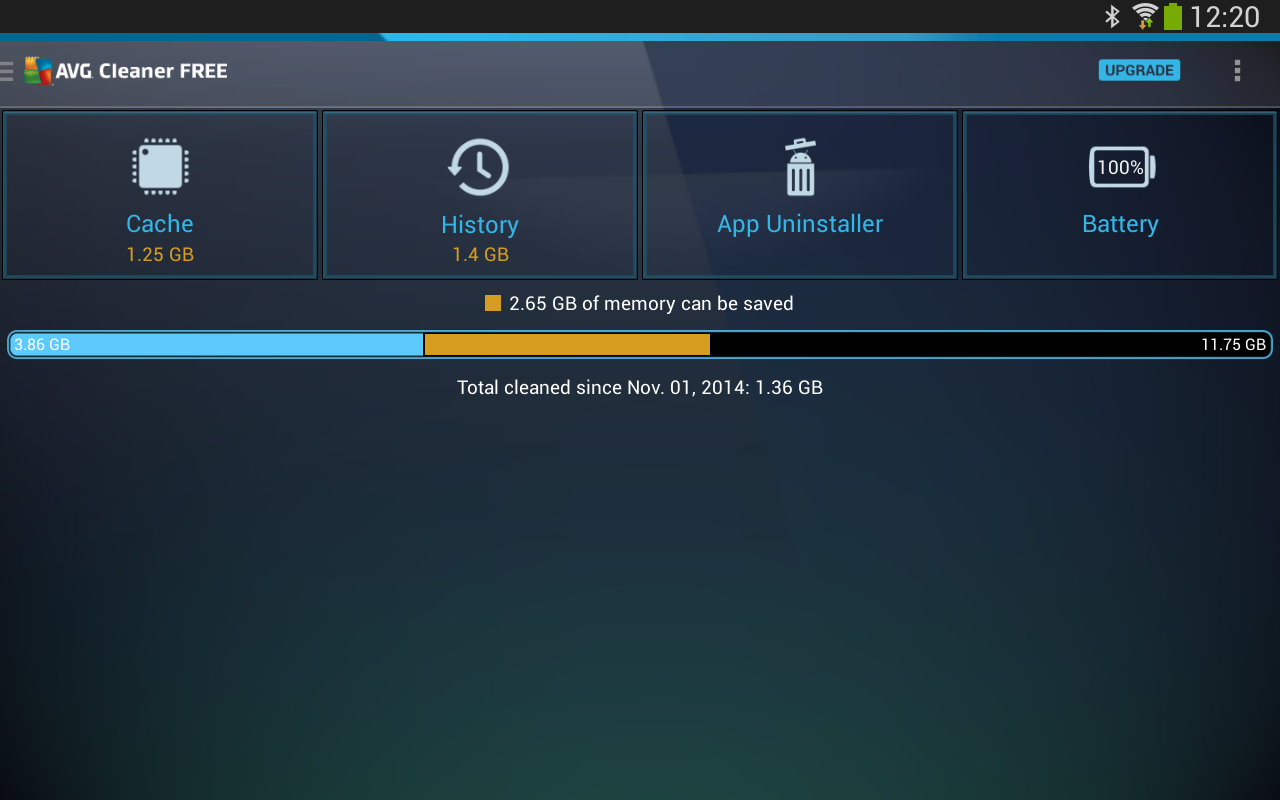 12:20
AVG Cleaner FREE
UPGRADE
Cache
1.25 GB
History
1.4 GB
App Uninstaller
100%
Battery
2.65 GB of memory can be saved
3.86 GB
11.75 GB
Total cleaned since Nov. 01, 2014: 1.36 GB